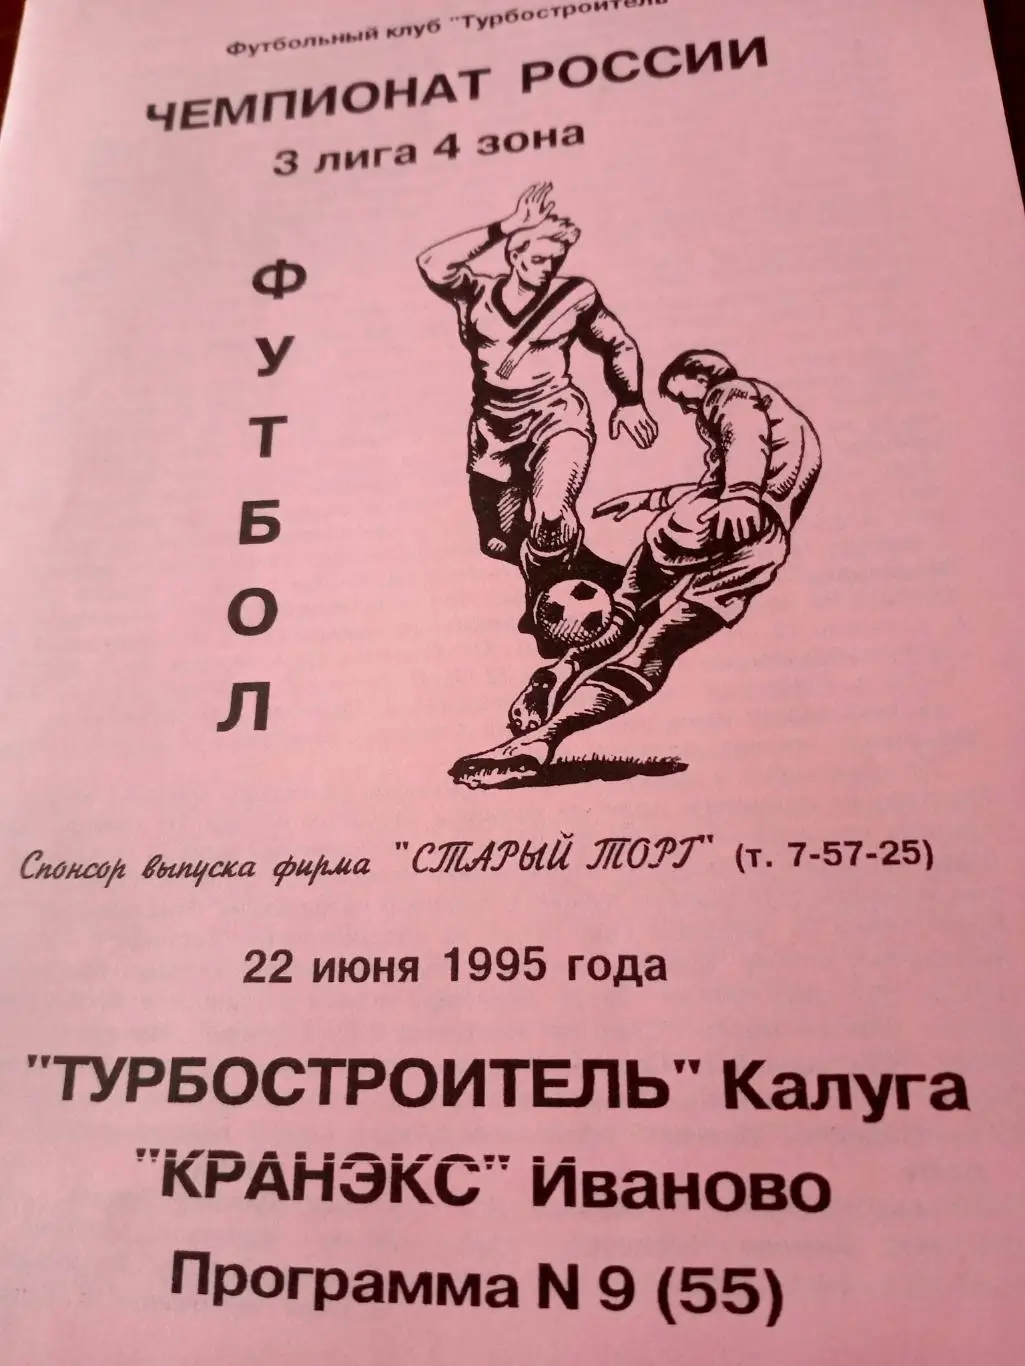 Футбольный клуб "Турбостроитель
ЧЕМПИОНАТ РОССИИ
3 лига 4 зона
Ф
У
Т
Б
О
Л
Спонсор выпуска фирма "СТАРЫЙ ТОРГ" (т. 7-57-25)
22 июня 1995 года
"ТУРБОСТРОИТЕЛЬ" Калуга
"КРАНЭКС" Иваново
Программа N 9 (55)